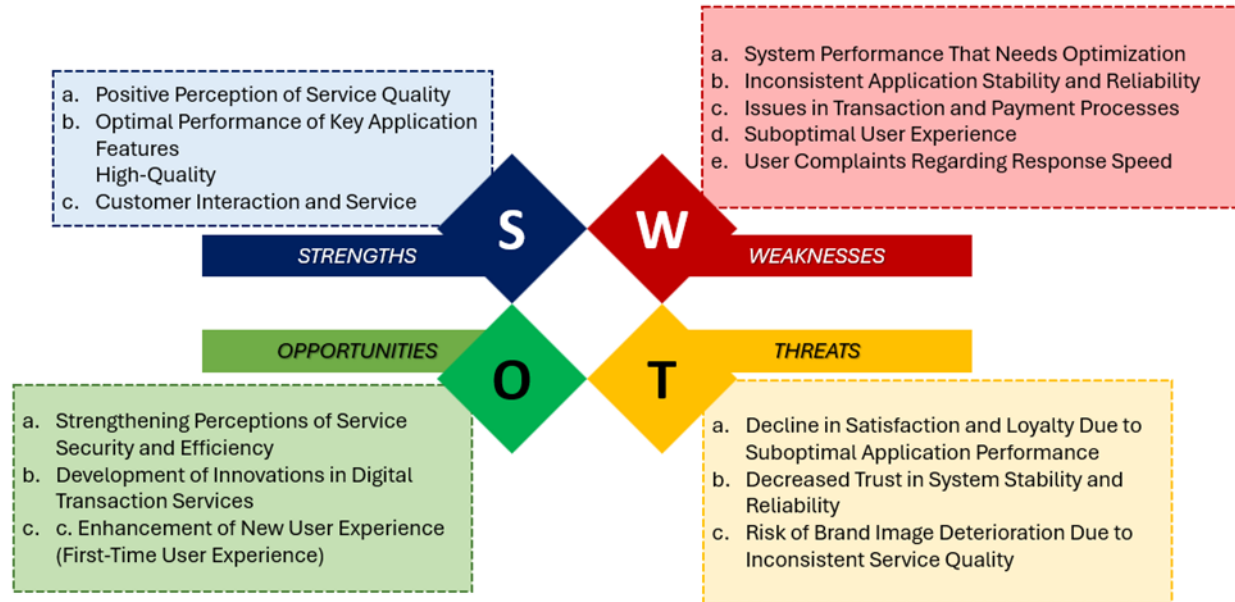 a. Positive Perception of Service Quality
b. Optimal Performance of Key Application
Features
High-Quality
c. Customer Interaction and Service
S
STRENGTHS
a. System Performance That Needs Optimization
b. Inconsistent Application Stability and Reliability
c. Issues in Transaction and Payment Processes
d. Suboptimal User Experience
e. User Complaints Regarding Response Speed
W
WEAKNESSES
OPPORTUNITIES
O
a. Strengthening Perceptions of Service
Security and Efficiency
b. Development of Innovations in Digital
Transaction Services
c. c. Enhancement of New User Experience
(First-Time User Experience)
THREATS
T
a. Decline in Satisfaction and Loyalty Due to
Suboptimal Application Performance
b. Decreased Trust in System Stability and
Reliability
c. Risk of Brand Image Deterioration Due to
Inconsistent Service Quality